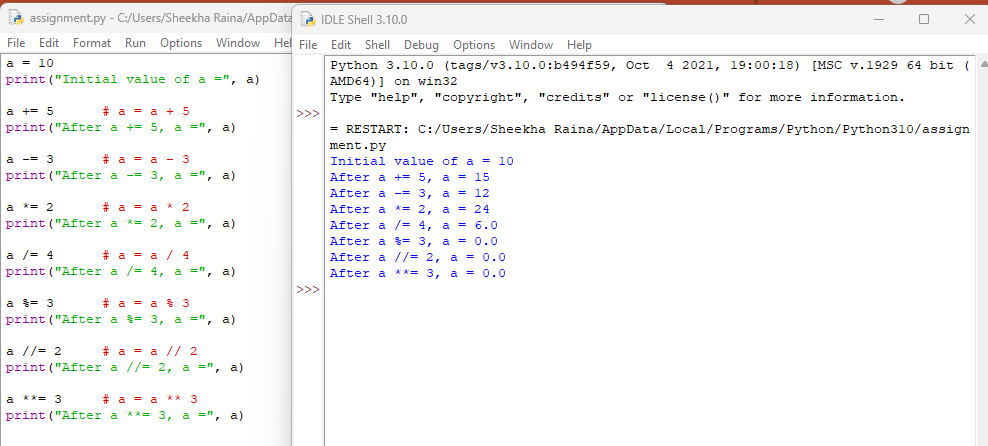 assignment.py - C:/Users/Sheekha Raina/AppData
File Edit Format Run Options Window Hel
a = 10
print("Initial value of a =", a)
a += 5 # a = a + 5
print("After a += 5, a =", a)
a -= 3 # a = a - 3
print("After a -= 3, a =", a)
a *= 2 # a = a * 2
print("After a *= 2, a =", a)
a /= 4 # a = a / 4
print("After a /= 4, a =", a)
a %= 3 # a = a % 3
print("After a %= 3, a =", a)
a //= 2 # a = a // 2
print("After a //= 2, a =", a)
a **= 3 # a = a ** 3
print("After a **= 3, a =", a)
IDLE Shell 3.10.0
File Edit Shell Debug Options Window Help
Python 3.10.0 (tags/v3.10.0:b494f59, Oct 4 2021, 19:00:18) [MSC v.1929 64 bit (
AMD64)] on win32
Type "help", "copyright", "credits" or "license()" for more information.
>>>
= RESTART: C:/Users/Sheekha Raina/AppData/Local/Programs/Python/Python310/assign
ment.py
Initial value of a = 10
After a += 5, a = 15
After a -= 3, a = 12
After a *= 2, a = 24
After a /= 4, a = 6.0
After a %= 3, a = 0.0
After a //= 2, a = 0.0
After a **= 3, a = 0.0
>>>